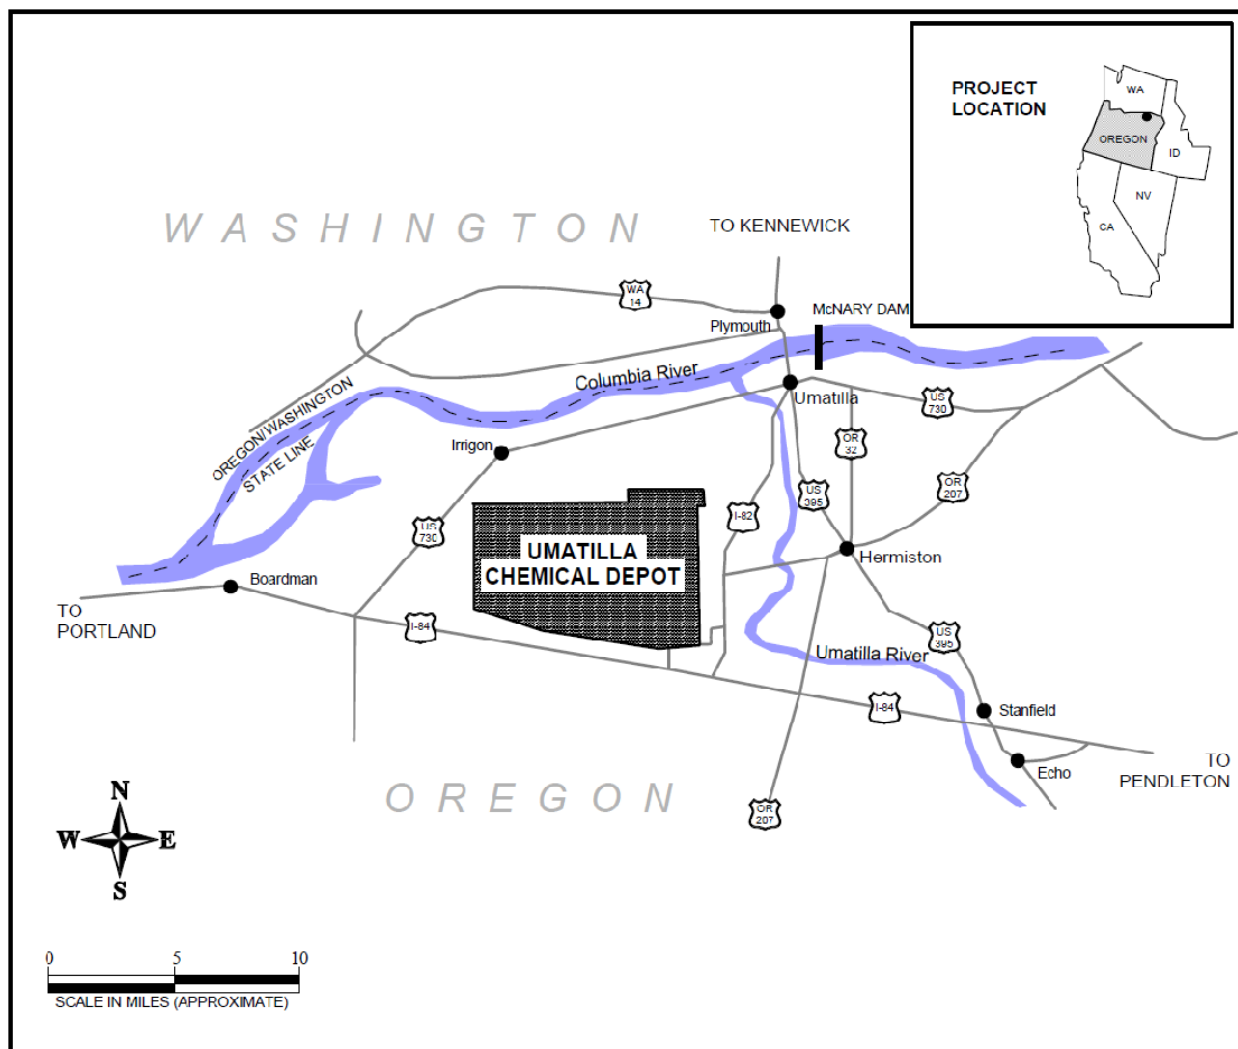 PROJECT
LOCATION
WA
OREGON
ID
NV
CA
WASHINGTON
TO KENNEWICK
WA
14
McNARY DAM
Plymouth
Columbia River
OREGON/WASHINGTON
STATE LINE
Umatilla
US
730
Irrigon
OR
32
OR
207
US
395
I-82
US
730
UMATILLA
CHEMICAL DEPOT
Hermiston
Boardman
TO
PORTLAND
I-84
US
395
Umatilla River
I-84
Stanfield
Echo
TO
PENDLETON
OREGON
OR
207
N
W
E
S
0 5 10
SCALE IN MILES (APPROXIMATE)